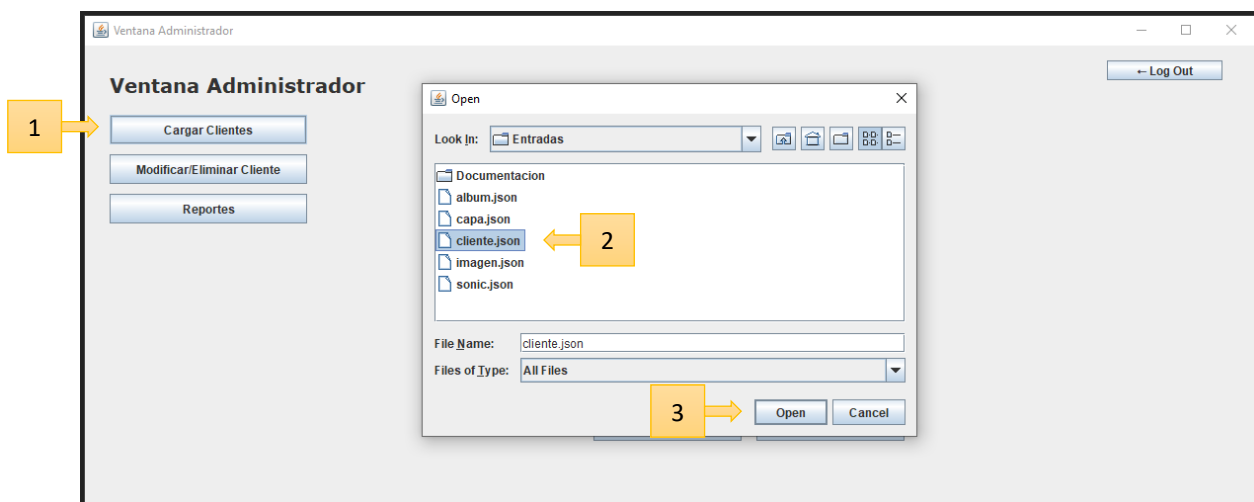 Ventana Administrador
← Log Out
Ventana Administrador
1
Cargar Clientes
Modificar/Eliminar Cliente
Reportes
Open
Look In: Entradas
Documentacion
album.json
capa.json
cliente.json
2
imagen.json
sonic.json
File Name: cliente.json
Files of Type: All Files
3
Open
Cancel